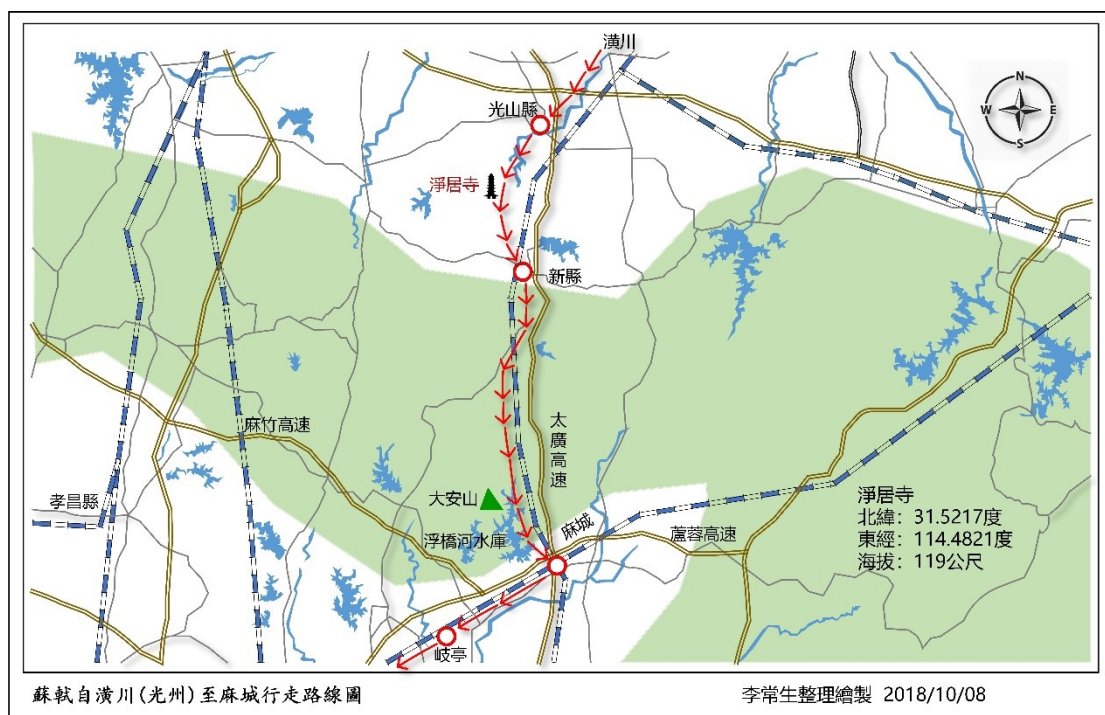 潢川
N
W E
S
光山縣
淨居寺
新縣
太廣高速
麻竹高速
大安山
孝昌縣
浮橋河水庫
麻城
蘆蓉高速
淨居寺
北緯：31.5217度
東經：114.4821度
海拔：119公尺
岐亭
蘇軾自潢川(光州)至麻城行走路線圖
李常生整理繪製 2018/10/08